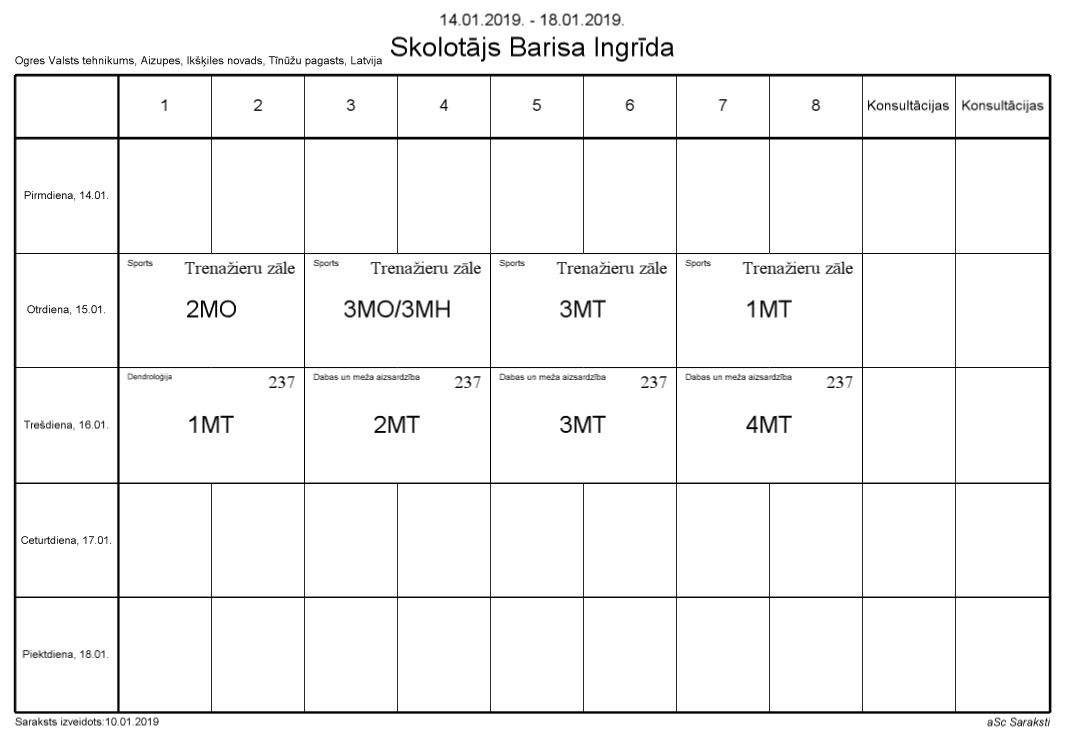 14.01.2019. - 18.01.2019.
Skolotājs Barisa Ingrīda
Ogres Valsts tehnikums, Aizupes, Ikšķiles novads, Tīnūžu pagasts, Latvija
1 2 3 4 5 6 7 8 Konsultācijas Konsultācijas
Pirmdiena, 14.01.
Sports Trenažieru zāle Sports Trenažieru zāle Sports Trenažieru zāle Sports Trenažieru zāle
Otrdiena, 15.01. 2MO 3MO/3MH 3MT 1MT
Dendroloģija 237 Dabas un meža aizsardzība 237 Dabas un meža aizsardzība 237 Dabas un meža aizsardzība 237
Trešdiena, 16.01. 1MT 2MT 3MT 4MT
Ceturtdiena, 17.01.
Piektdiena, 18.01.
Saraksts izveidots:10.01.2019 aSc Saraksti